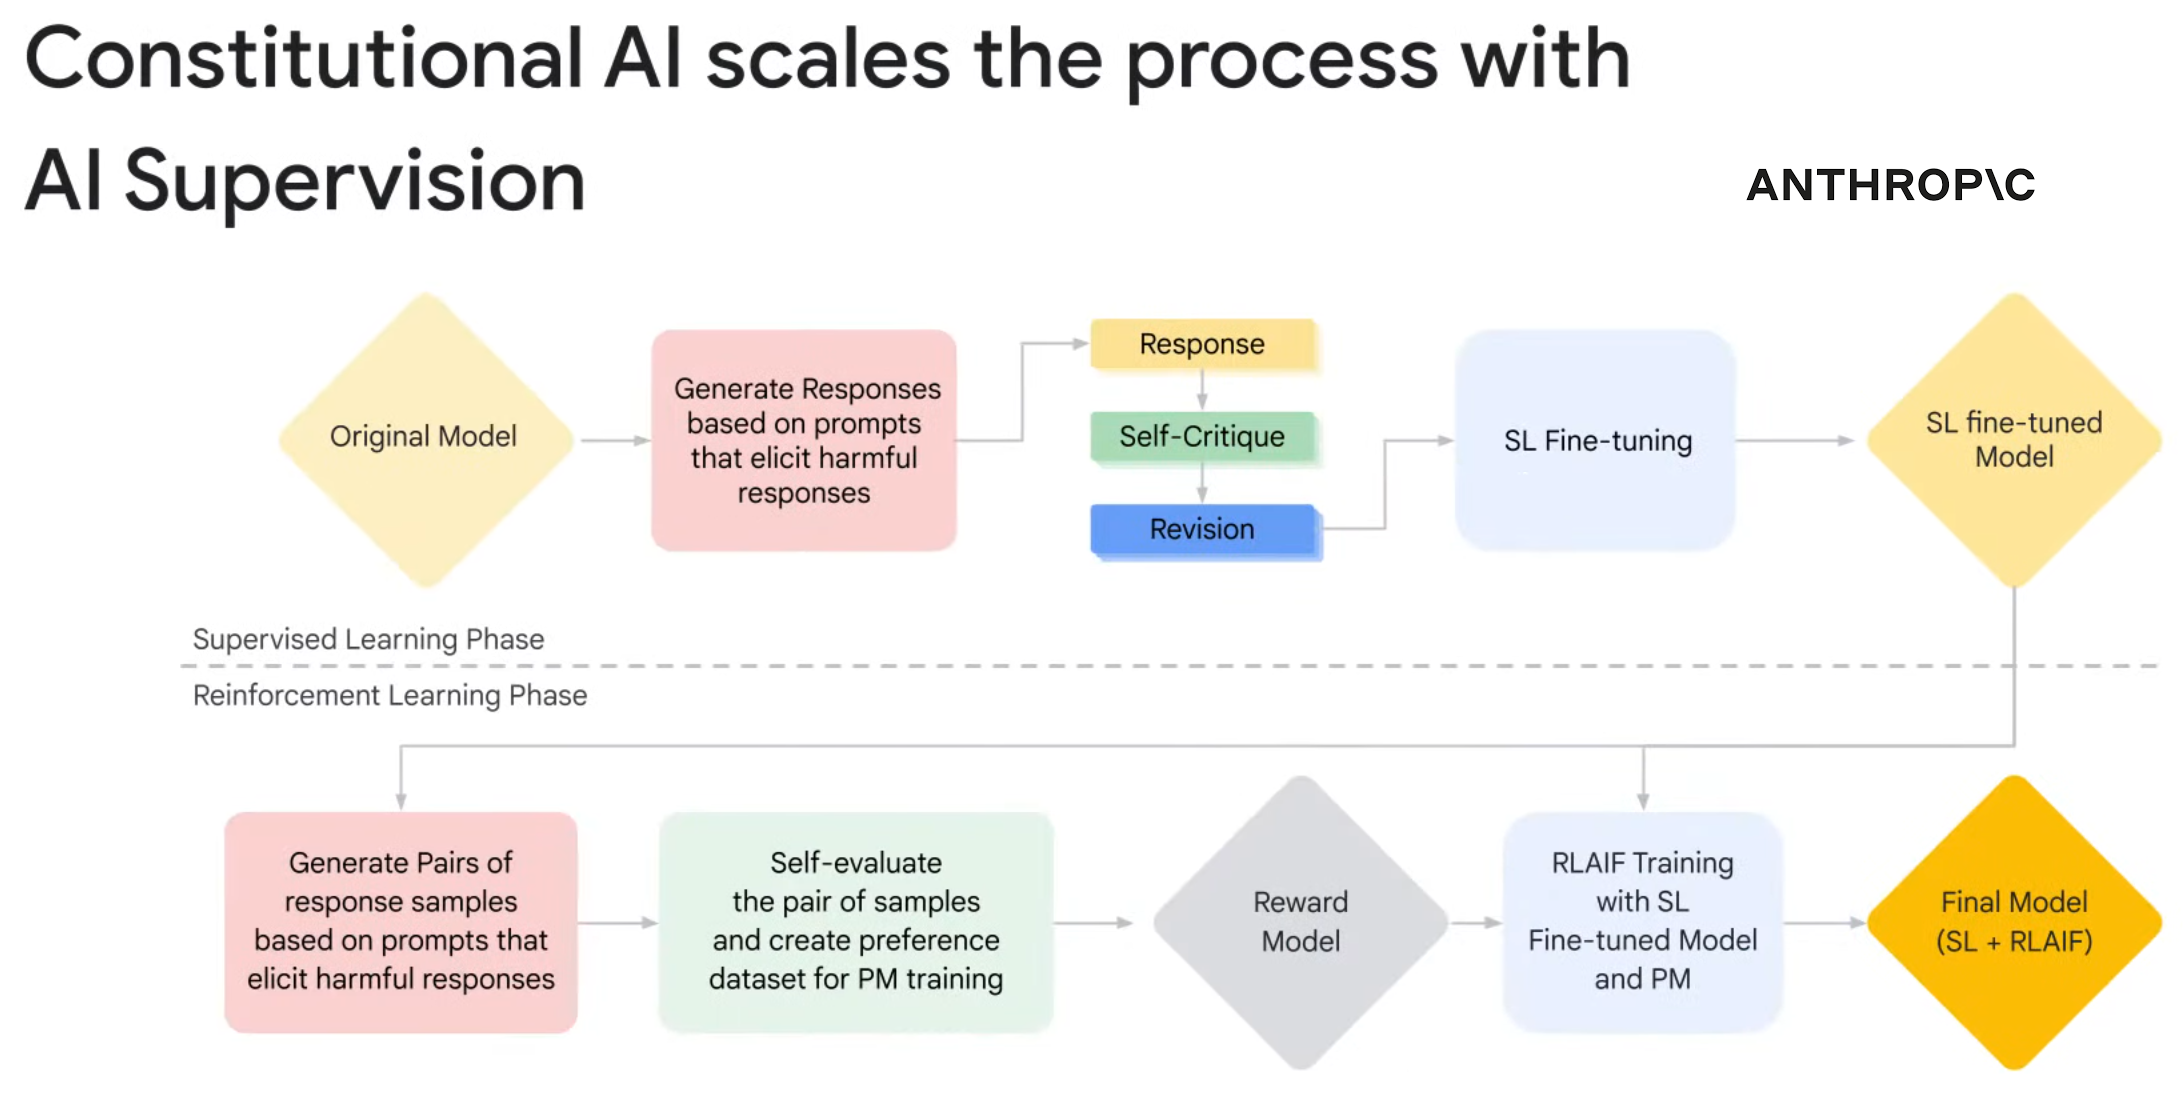 Constitutional AI scales the process with
AI Supervision
ANTHROP\C
Original Model
Generate Responses
based on prompts
that elicit harmful
responses
Response
Self-Critique
Revision
SL Fine-tuning
SL fine-tuned
Model
Supervised Learning Phase
Reinforcement Learning Phase
Generate Pairs of
response samples
based on prompts that
elicit harmful responses
Self-evaluate
the pair of samples
and create preference
dataset for PM training
Reward
Model
RLAIF Training
with SL
Fine-tuned Model
and PM
Final Model
(SL + RLAIF)